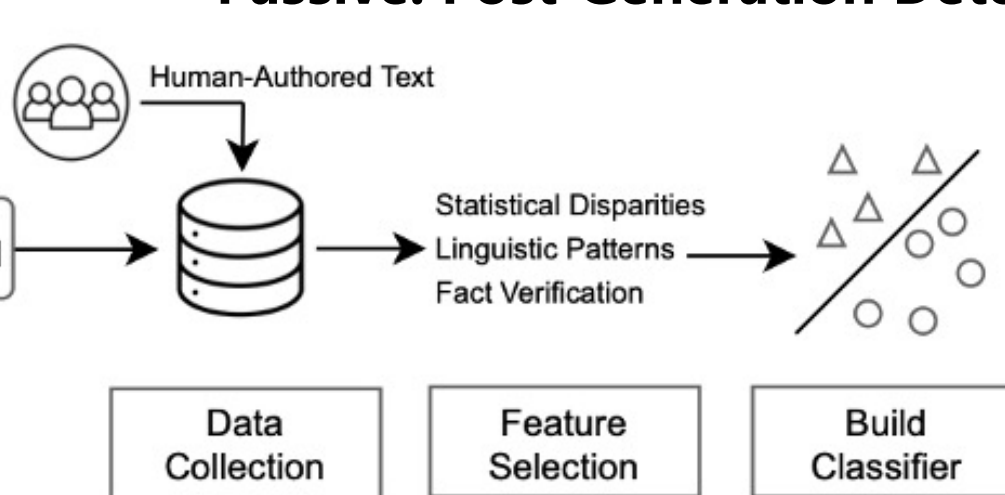 Human-Authored Text
Statistical Disparities
Linguistic Patterns
Fact Verification
Data
Collection
Feature
Selection
Build
Classifier